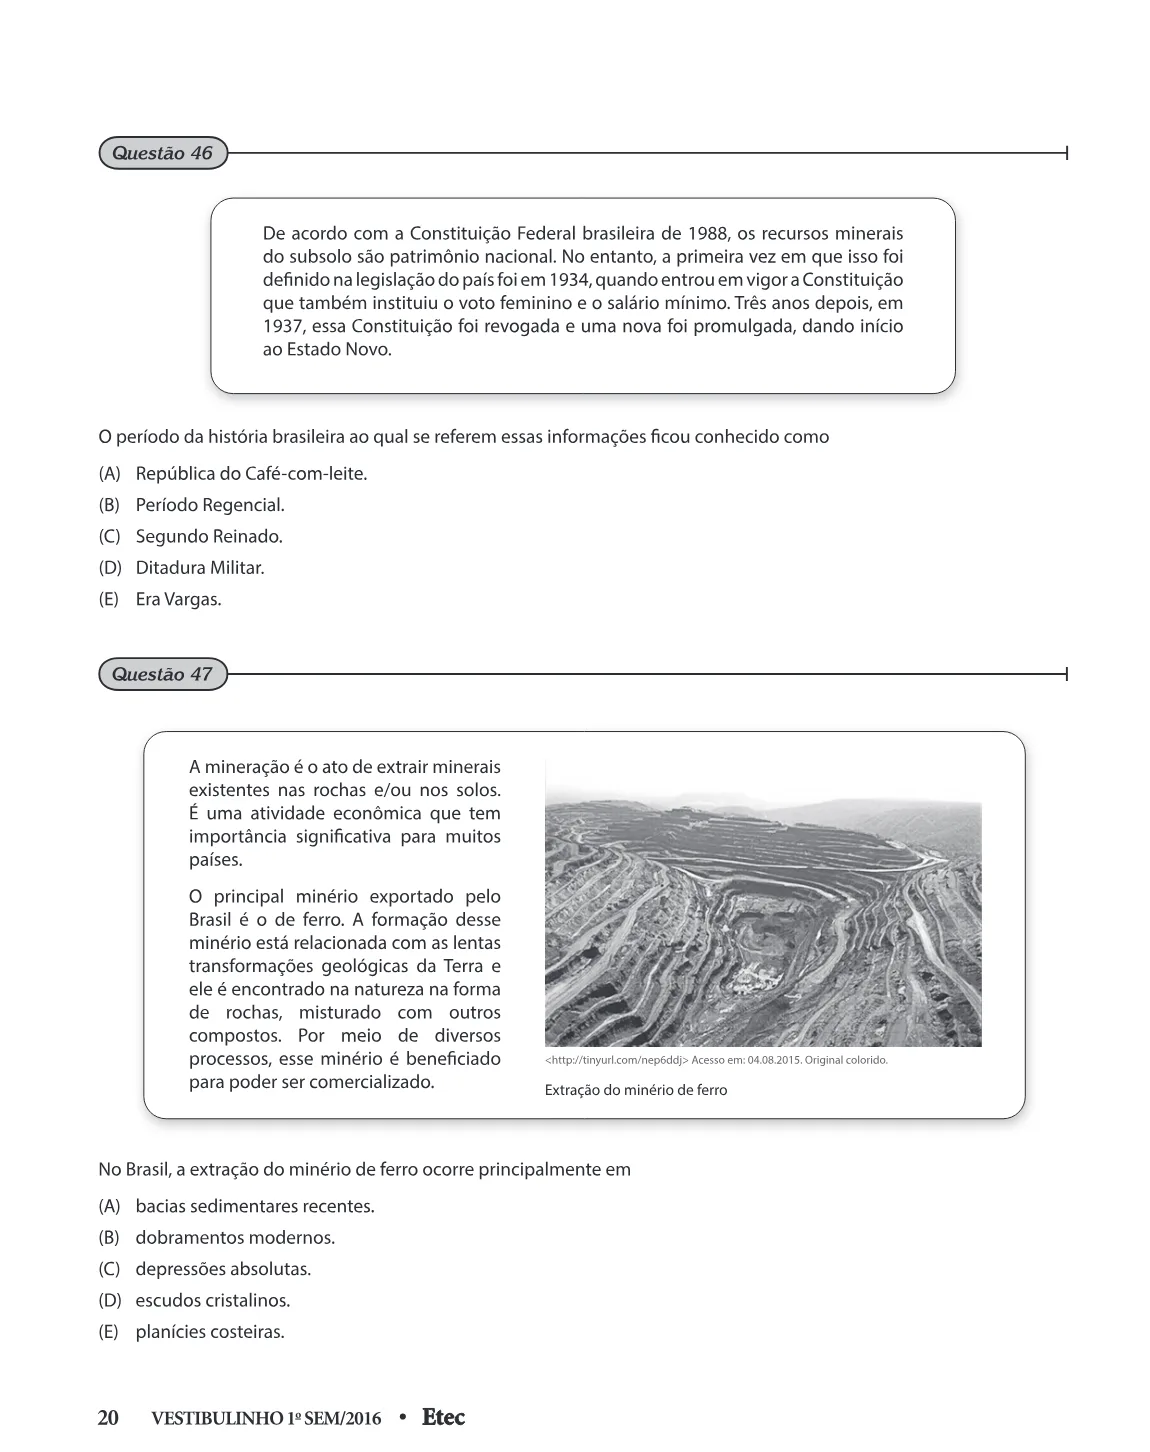 Questão 46
De acordo com a Constituição Federal brasileira de 1988, os recursos minerais
do subsolo são patrimônio nacional. No entanto, a primeira vez em que isso foi
definido na legislação do país foi em 1934, quando entrou em vigor a Constituição
que também instituiu o voto feminino e o salário mínimo. Três anos depois, em
1937, essa Constituição foi revogada e uma nova foi promulgada, dando início
ao Estado Novo.
O período da história brasileira ao qual se referem essas informações ficou conhecido como
(A) República do Café-com-leite.
(B) Período Regencial.
(C) Segundo Reinado.
(D) Ditadura Militar.
(E) Era Vargas.
Questão 47
A mineração é o ato de extrair minerais
existentes nas rochas e/ou nos solos.
É uma atividade econômica que tem
importância significativa para muitos
países.
O principal minério exportado pelo
Brasil é o de ferro. A formação desse
minério está relacionada com as lentas
transformações geológicas da Terra e
ele é encontrado na natureza na forma
de rochas, misturado com outros
compostos. Por meio de diversos
processos, esse minério é beneficiado
para poder ser comercializado.
<http://tinyurl.com/nep6ddj> Acesso em: 04.08.2015. Original colorido.
Extração do minério de ferro
No Brasil, a extração do minério de ferro ocorre principalmente em
(A) bacias sedimentares recentes.
(B) dobramentos modernos.
(C) depressões absolutas.
(D) escudos cristalinos.
(E) planícies costeiras.
20 VESTIBULINHO 1º SEM/2016 • Etec